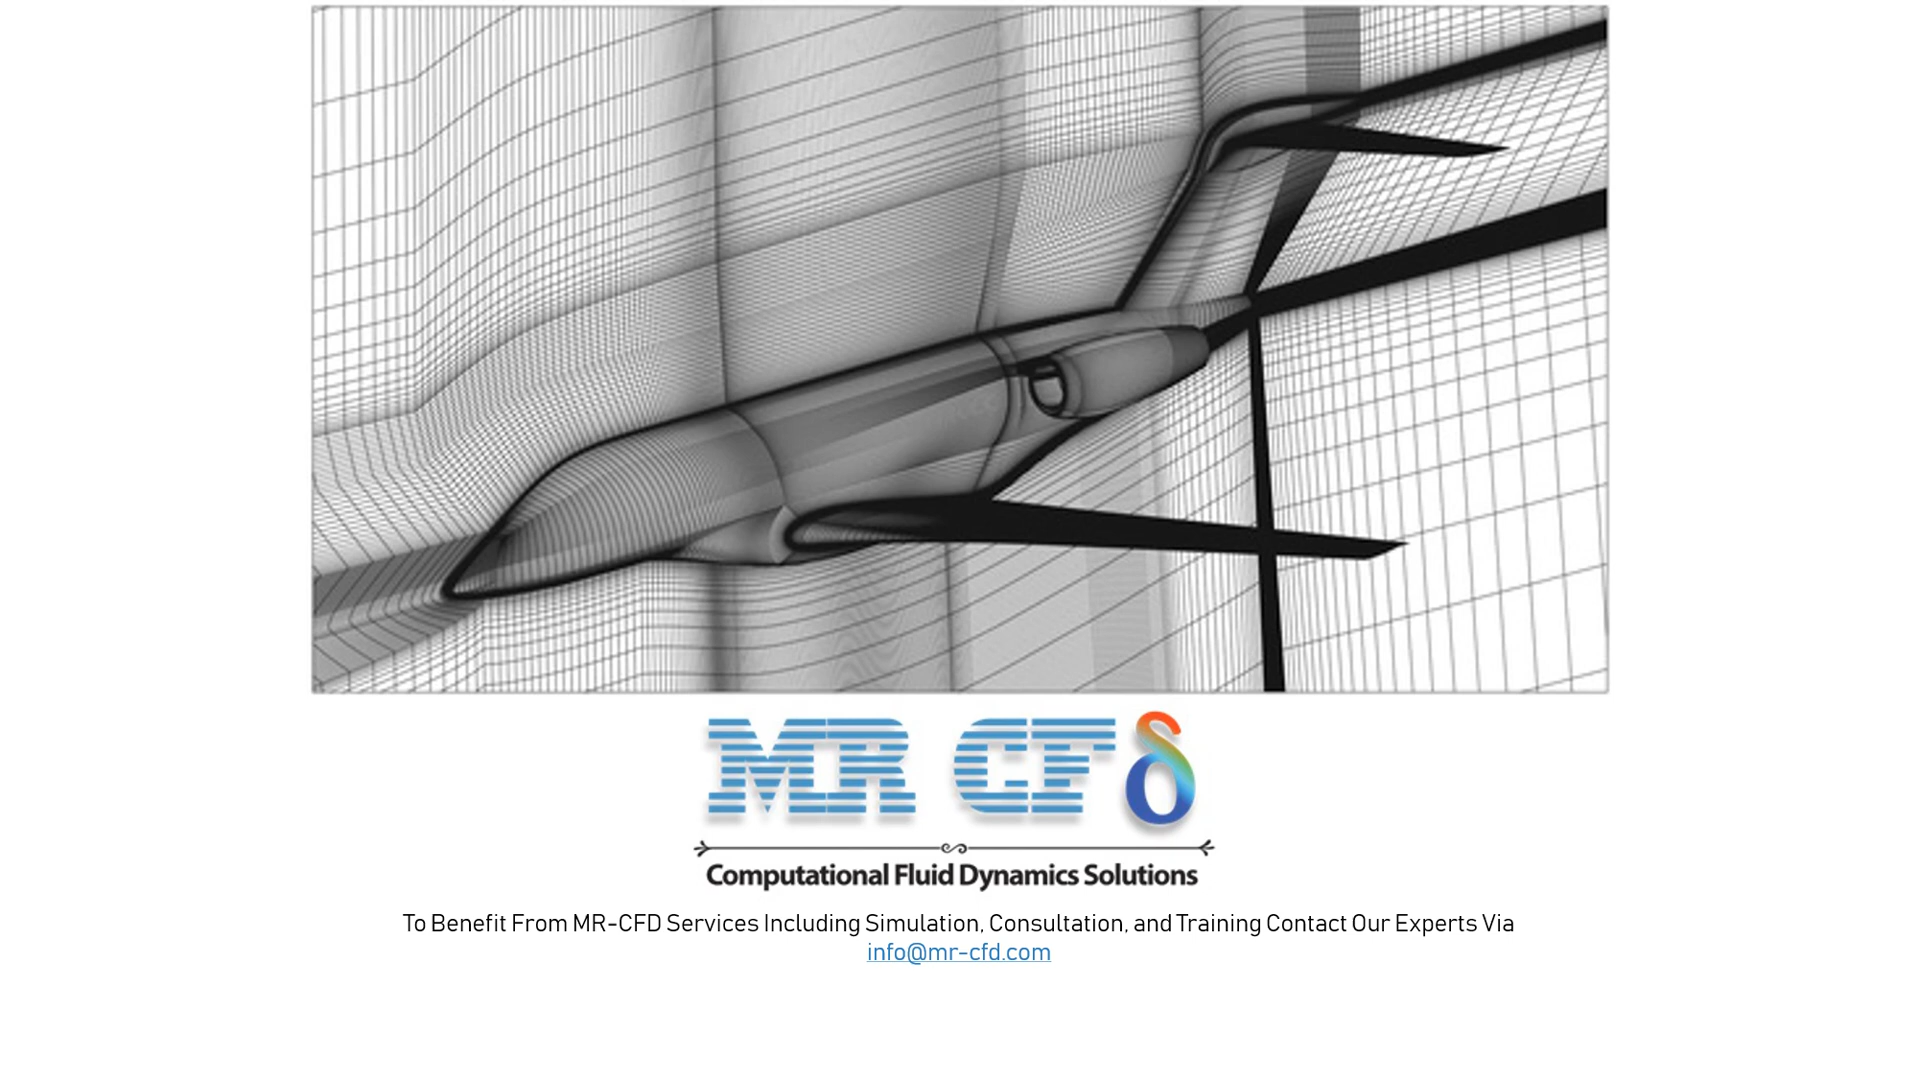 MR CFδ
Computational Fluid Dynamics Solutions
To Benefit From MR-CFD Services Including Simulation, Consultation, and Training Contact Our Experts Via
info@mr-cfd.com